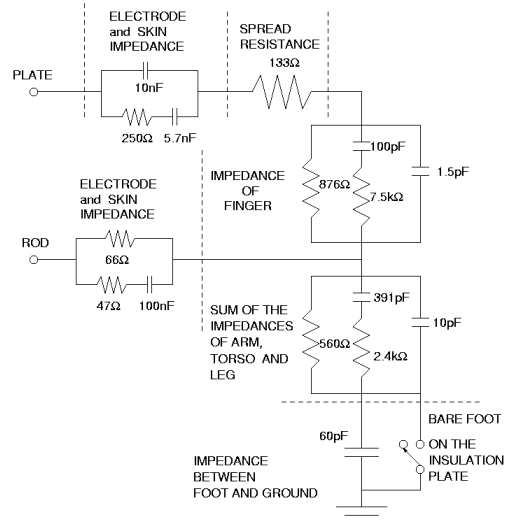 ELECTRODE
and SKIN
IMPEDANCE
SPREAD
RESISTANCE
133Ω
PLATE
10nF
250Ω 5.7nF
100pF
1.5pF
876Ω
7.5kΩ
IMPEDANCE
OF
FINGER
ELECTRODE
and SKIN
IMPEDANCE
ROD
66Ω
47Ω 100nF
391pF
10pF
560Ω
2.4kΩ
SUM OF THE
IMPEDANCES
OF ARM,
TORSO AND
LEG
60pF
BARE FOOT
ON THE
INSULATION
PLATE
IMPEDANCE
BETWEEN
FOOT AND GROUND